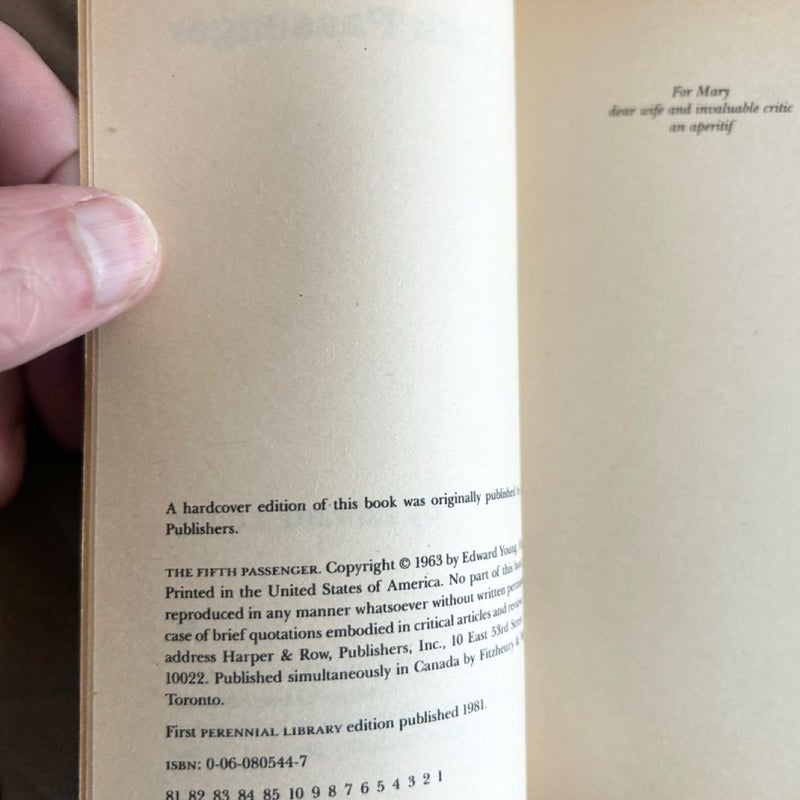 A hardcover edition of this book was originally published
Publishers.
THE FIFTH PASSENGER. Copyright © 1963 by Edward Young.
Printed in the United States of America. No part of this
reproduced in any manner whatsoever without written
case of brief quotations embodied in critical articles and
address Harper & Row, Publishers, Inc., 10 East 53rd
10022. Published simultaneously in Canada by Fitzhenry &
Toronto.
First PERENNIAL LIBRARY edition published 1981.
ISBN: 0-06-080544-7
81 82 83 84 85 10 9 8 7 6 5 4 3 2 1
For Mary
dear wife and invaluable critic
an aperitif